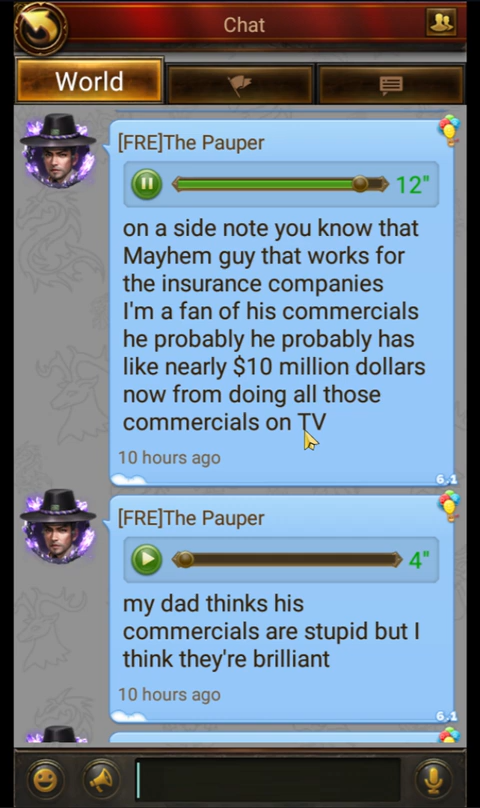 Chat
World
[FRE]The Pauper
12"
on a side note you know that
Mayhem guy that works for
the insurance companies
I'm a fan of his commercials
he probably he probably has
like nearly $10 million dollars
now from doing all those
commercials on TV
10 hours ago
6,1
[FRE]The Pauper
4"
my dad thinks his
commercials are stupid but I
think they're brilliant
10 hours ago
6,1